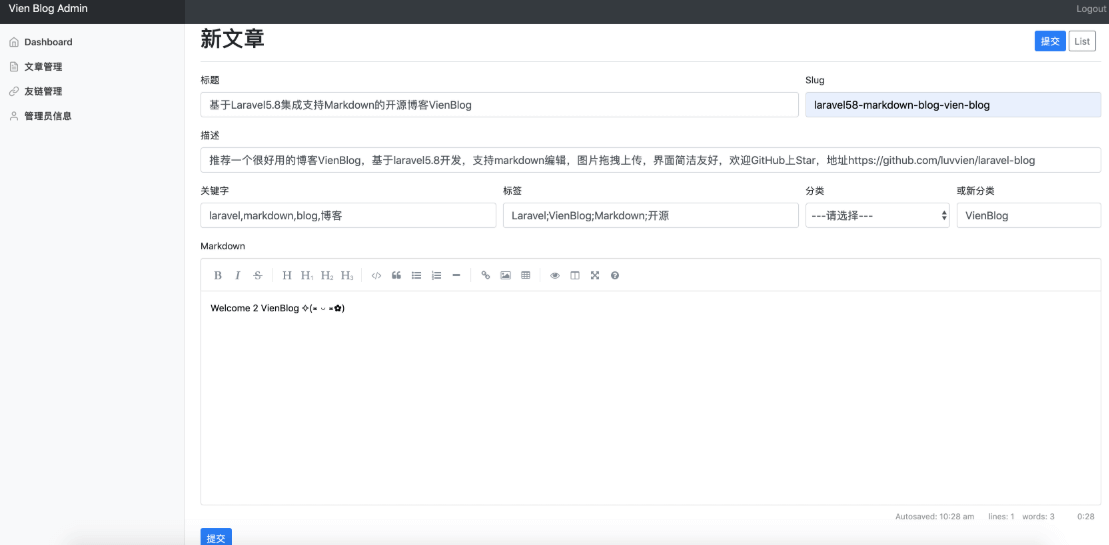 Vien Blog Admin
Logout
Dashboard
文章管理
友链管理
管理员信息
新文章
提交
List
标题
Slug
基于Laravel5.8集成支持Markdown的开源博客VienBlog
laravel58-markdown-blog-vien-blog
描述
推荐一个很好用的博客VienBlog，基于laravel5.8开发，支持markdown编辑，图片拖拽上传，界面简洁友好，欢迎GitHub上Star，地址https://github.com/luvvien/laravel-blog
关键字
标签
分类
或新分类
laravel,markdown,blog,博客
Laravel;VienBlog;Markdown;开源
---请选择---
VienBlog
Markdown
B I S H H1 H2 H3
Welcome 2 VienBlog ✧(≖ ◡ ≖✿)
Autosaved: 10:28 am lines: 1 words: 3 0:28
提交